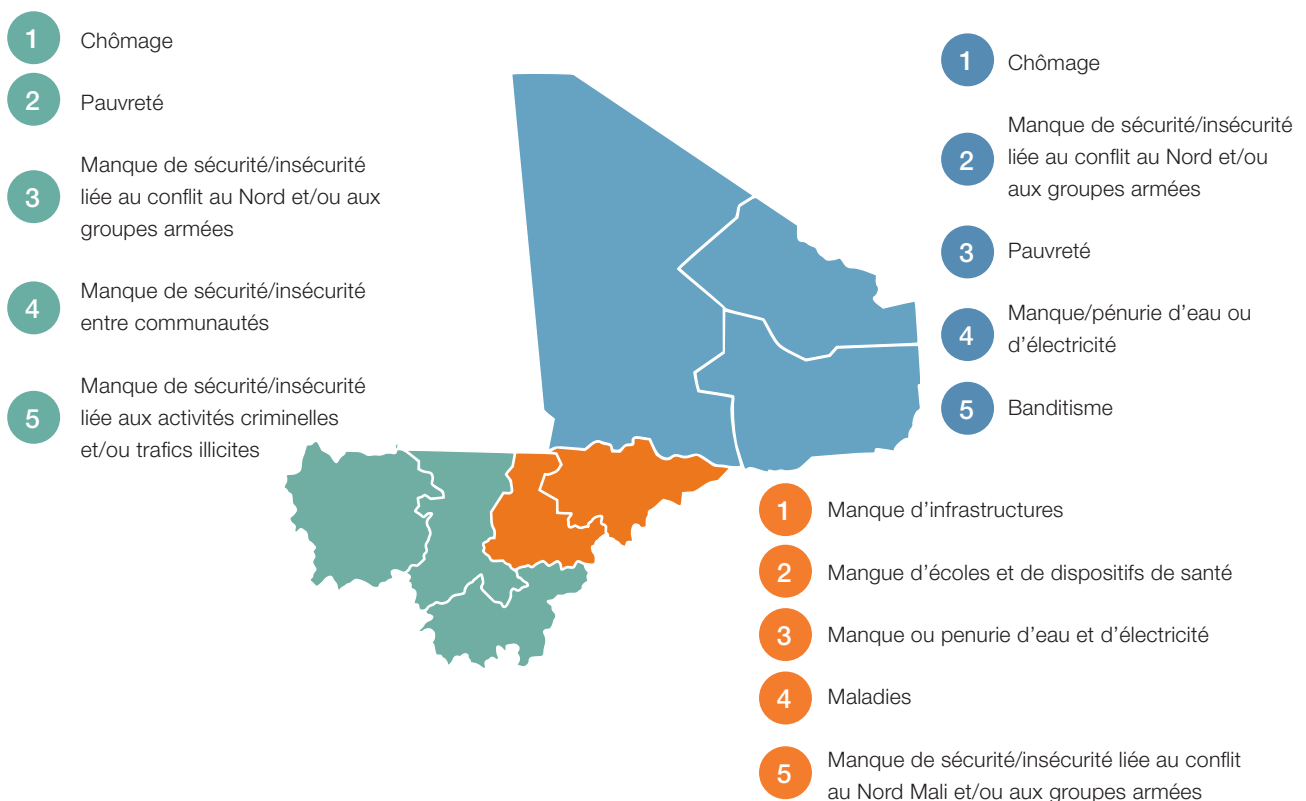 1 Chômage
2 Pauvreté
3 Manque de sécurité/insécurité
liée au conflit au Nord et/ou aux
groupes armées
4 Manque de sécurité/insécurité
entre communautés
5 Manque de sécurité/insécurité
liée aux activités criminelles
et/ou trafics illicites
1 Chômage
2 Manque de sécurité/insécurité
liée au conflit au Nord et/ou
aux groupes armées
3 Pauvreté
4 Manque/pénurie d’eau ou
d’électricité
5 Banditisme
1 Manque d’infrastructures
2 Mangue d’écoles et de dispositifs de santé
3 Manque ou penurie d’eau et d’électricité
4 Maladies
5 Manque de sécurité/insécurité liée au conflit
au Nord Mali et/ou aux groupes armées